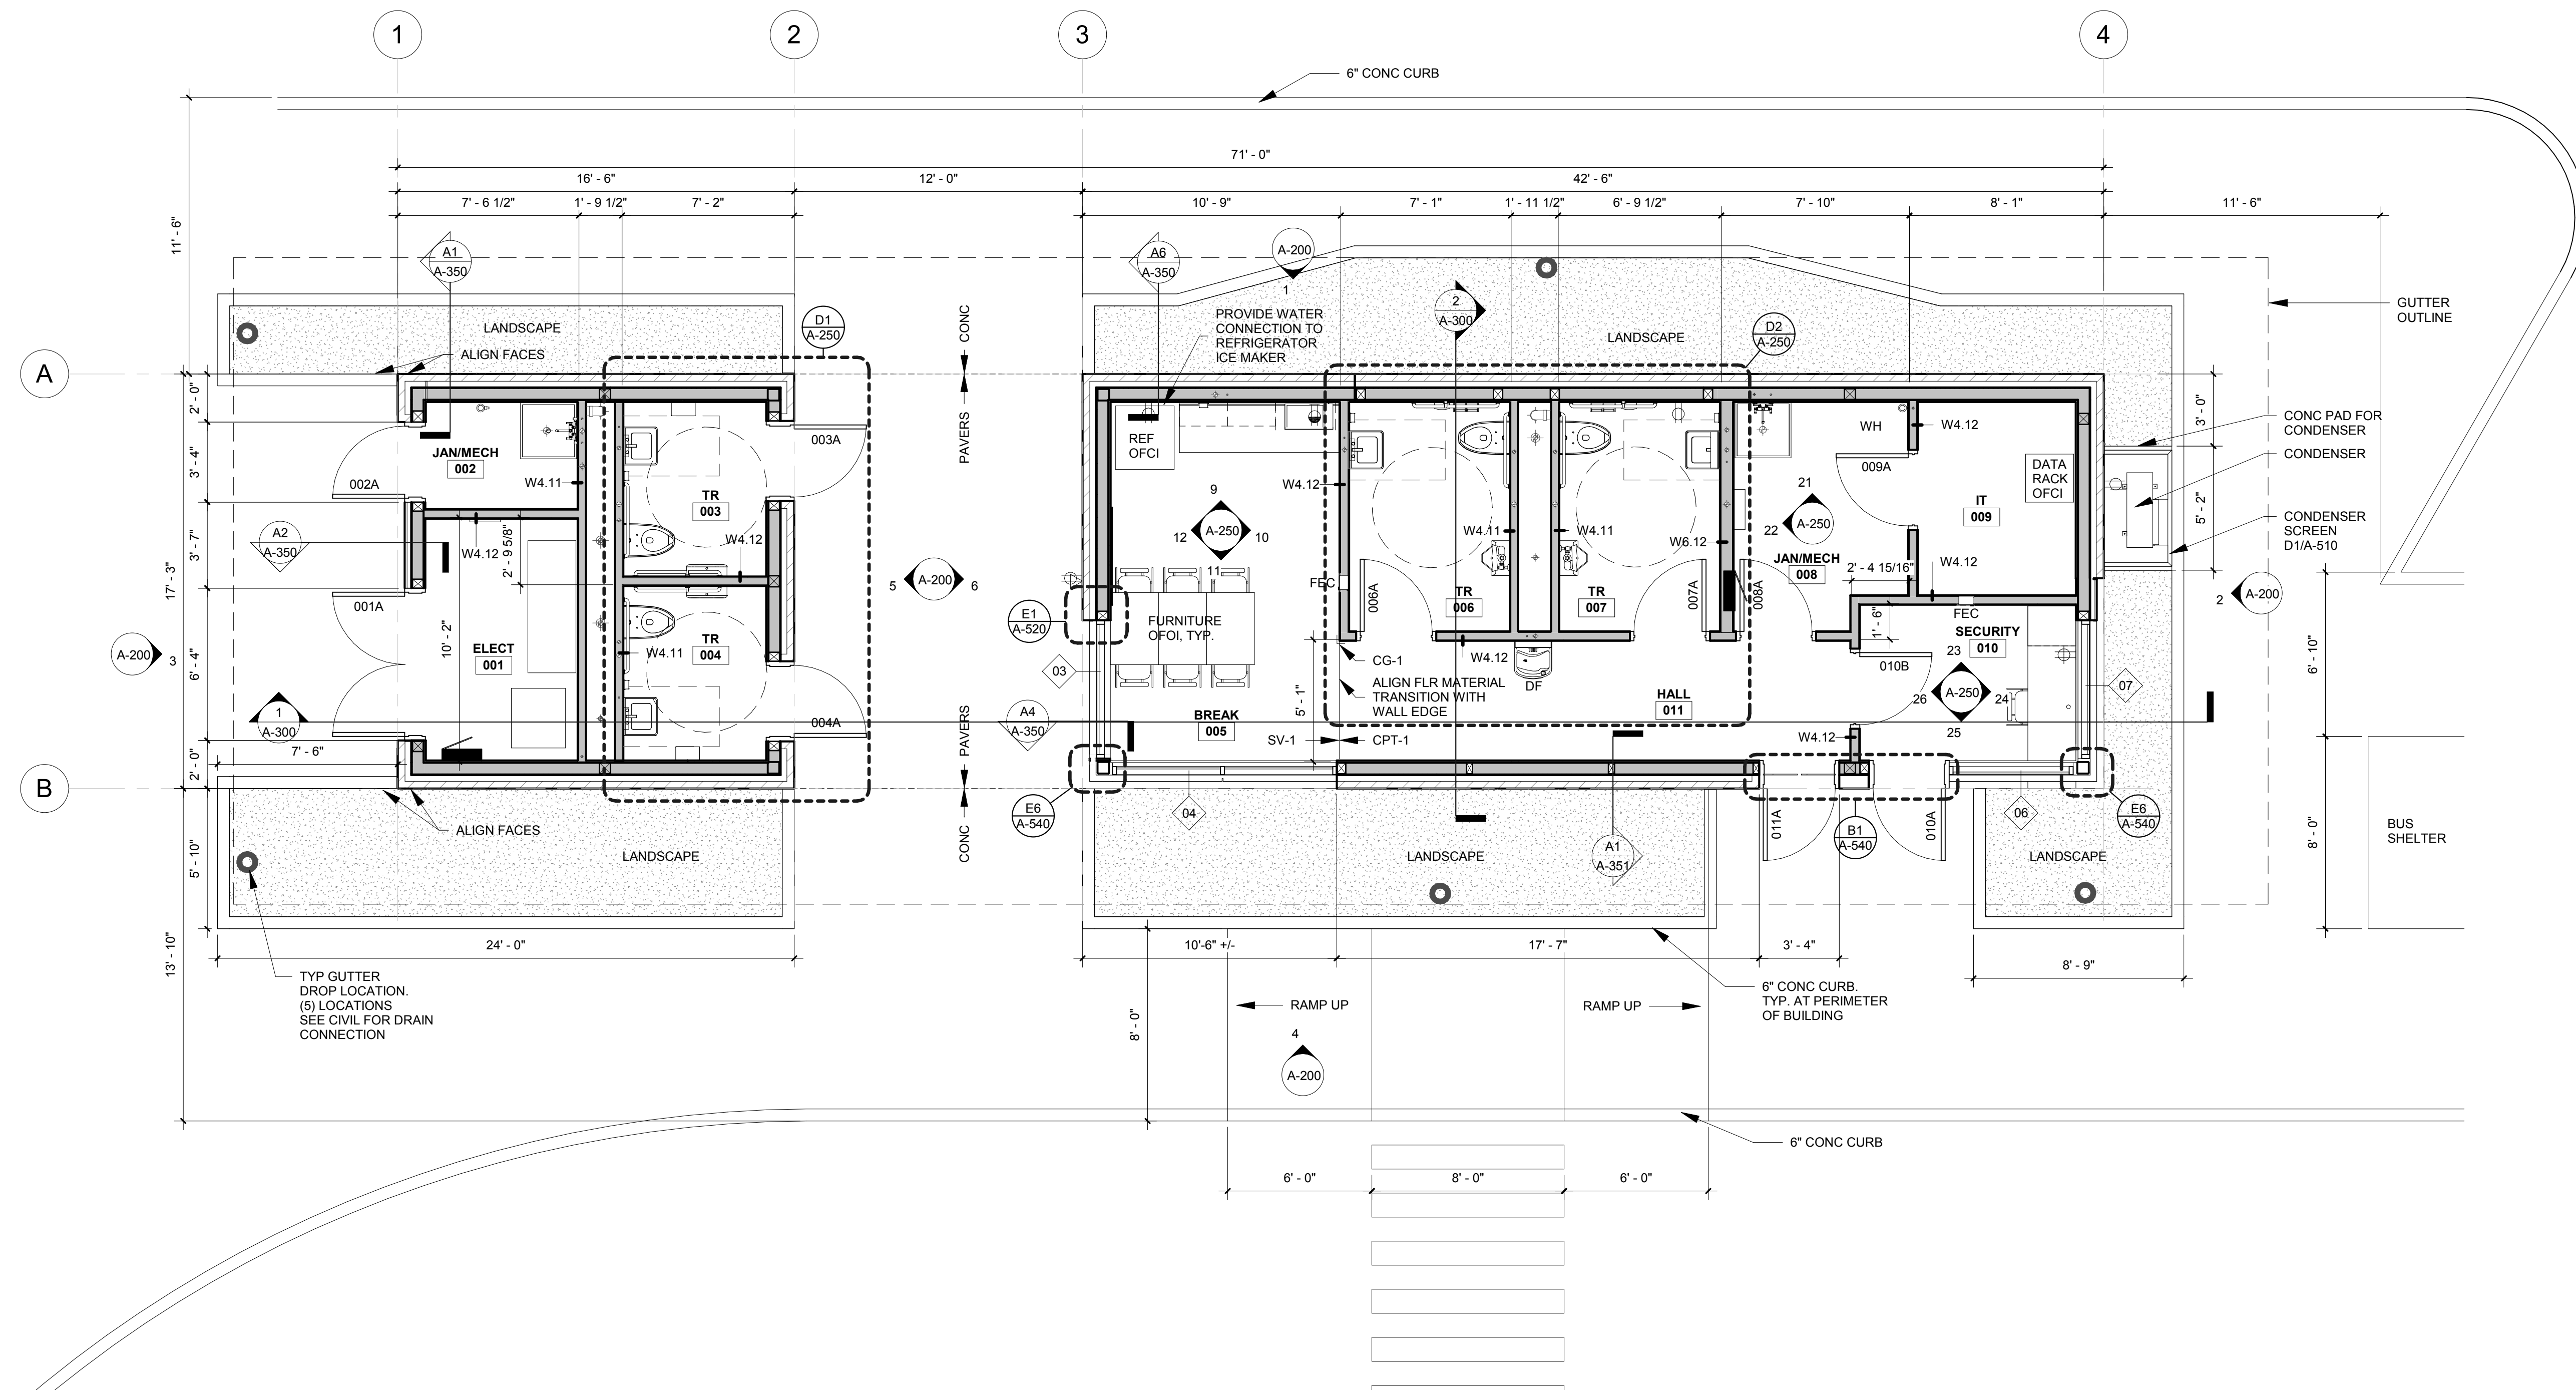 1
2
3
4
6" CONC CURB
71' - 0"
16' - 6"
12' - 0"
42' - 6"
7' - 6 1/2"
1' - 9 1/2"
7' - 2"
10' - 9"
7' - 1"
1' - 11 1/2"
6' - 9 1/2"
7' - 10"
8' - 1"
11' - 6"
11' - 6"
A1
A-350
A6
A-350
A-200
1
2
A-300
D1
A-250
D2
A-250
CONC
PAVERS
LANDSCAPE
ALIGN FACES
PROVIDE WATER
CONNECTION TO
REFRIGERATOR
ICE MAKER
LANDSCAPE
GUTTER
OUTLINE
A
2' - 0"
3' - 4"
3' - 7"
17' - 3"
6' - 4"
2' - 0"
3' - 0"
5' - 2"
CONC PAD FOR
CONDENSER
CONDENSER
CONDENSER
SCREEN
D1/A-510
JAN/MECH
002
002A
W4.11
TR
003
003A
REF
OFCI
W4.12
WH
W4.12
009A
DATA
RACK
OFCI
IT
009
A2
A-350
W4.12
2' - 9 5/8"
W4.12
5
A-200
6
9
12
A-250
10
11
W4.11
W4.11
W6.12
21
22
A-250
JAN/MECH
008
2' - 4 15/16"
W4.12
001A
10' - 2"
ELECT
001
TR
004
W4.11
004A
E1
A-520
FURNITURE
OFOI, TYP.
FEC
006A
TR
006
TR
007
007A
008A
1' - 6"
FEC
SECURITY
010
23
26
A-250
24
25
010B
2
A-200
A-200
3
1
A-300
7' - 6"
03
A4
A-350
BREAK
005
5' - 1"
CG-1
ALIGN FLR MATERIAL
TRANSITION WITH
WALL EDGE
SV-1
CPT-1
W4.12
DF
HALL
011
W4.12
07
6' - 10"
B
PAVERS
CONC
E6
A-540
04
011A
B1
A-540
010A
06
E6
A-540
BUS
SHELTER
8' - 0"
5' - 10"
ALIGN FACES
LANDSCAPE
LANDSCAPE
A1
A-351
LANDSCAPE
13' - 10"
24' - 0"
10'-6" +/-
17' - 7"
3' - 4"
8' - 9"
TYP GUTTER
DROP LOCATION.
(5) LOCATIONS
SEE CIVIL FOR DRAIN
CONNECTION
8' - 0"
RAMP UP
RAMP UP
6" CONC CURB.
TYP. AT PERIMETER
OF BUILDING
4
A-200
6" CONC CURB
6' - 0"
8' - 0"
6' - 0"